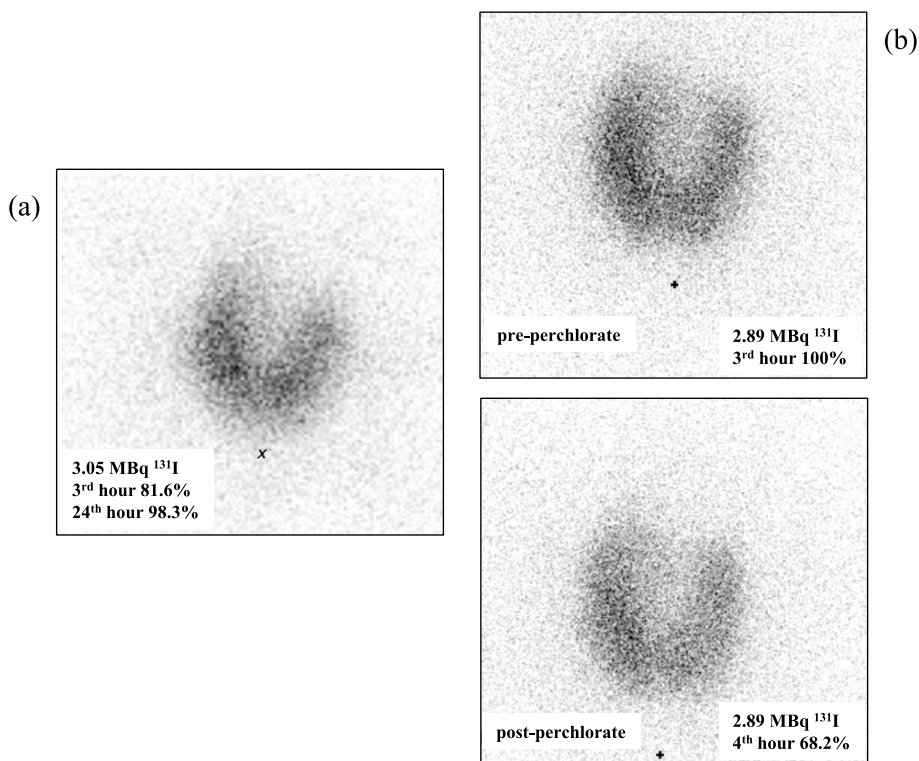 (a)
3.05 MBq ¹³¹I
3ʳᵈ hour 81.6%
24ᵗʰ hour 98.3%
x
(b)
pre-perchlorate
2.89 MBq ¹³¹I
3ʳᵈ hour 100%
post-perchlorate
2.89 MBq ¹³¹I
4ᵗʰ hour 68.2%